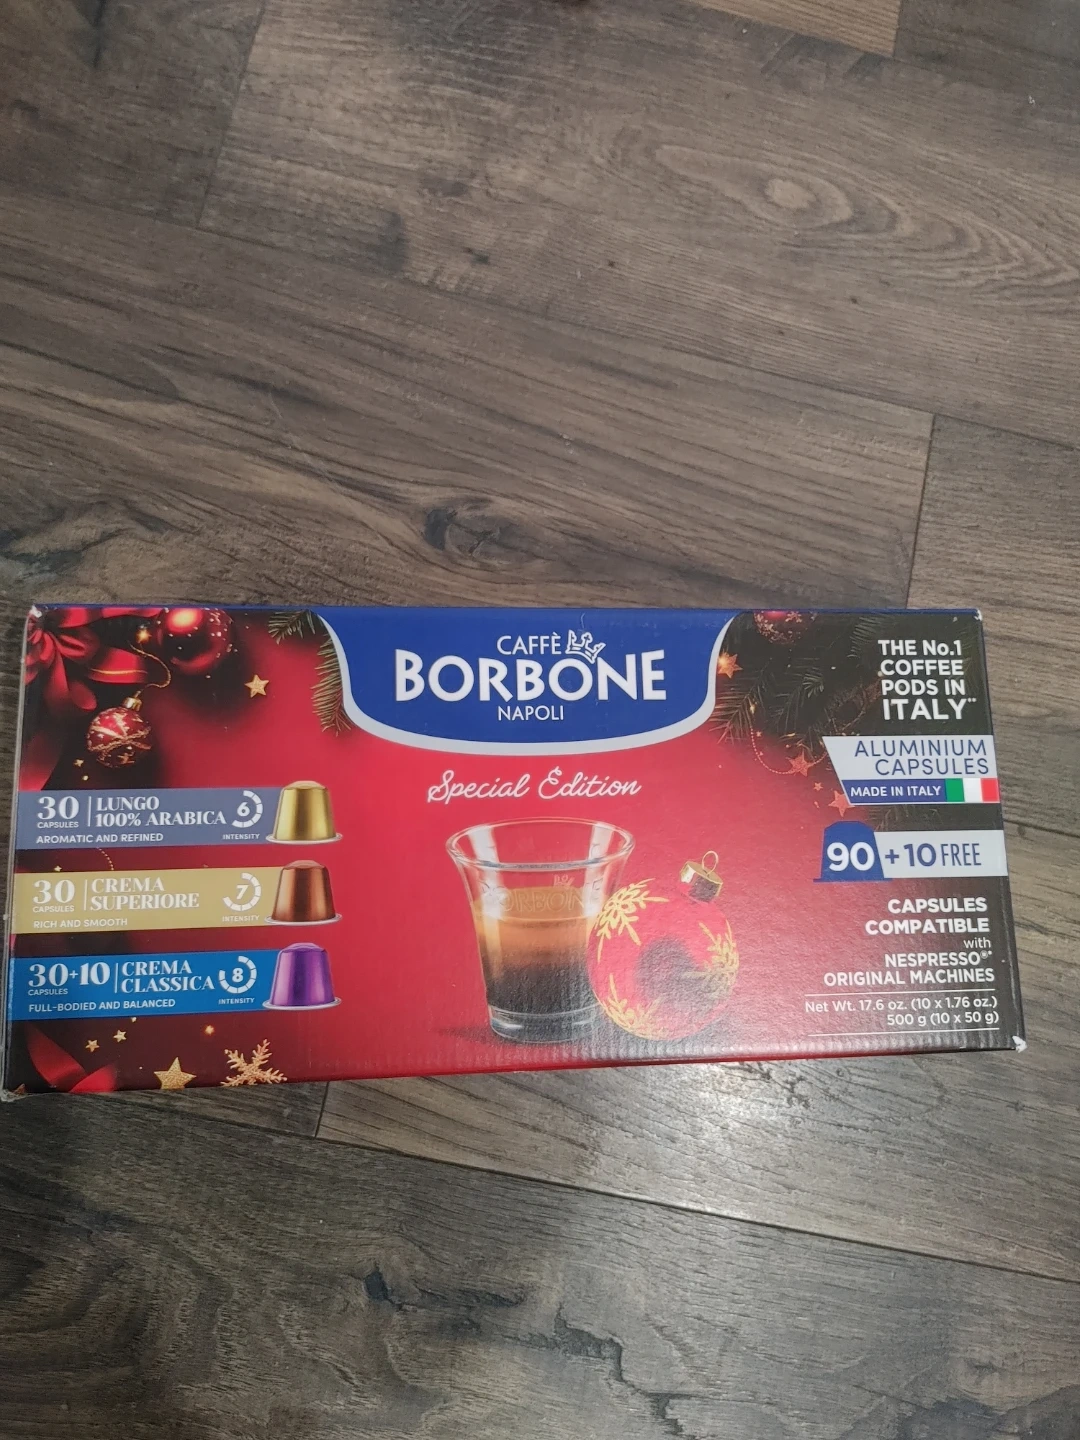 CAFFÈ
BORBONE
NAPOLI
Special Edition
30 CAPSULES
LUNGO
100% ARABICA
6
INTENSITY
AROMATIC AND REFINED
30 CAPSULES
CREMA
SUPERIORE
7
INTENSITY
RICH AND SMOOTH
30+10 CAPSULES
CREMA
CLASSICA
8
INTENSITY
FULL-BODIED AND BALANCED
BORBONE
THE No.1
COFFEE
PODS IN
ITALY**
ALUMINIUM
CAPSULES
MADE IN ITALY
90 +10 FREE
CAPSULES
COMPATIBLE
with
NESPRESSO®*
ORIGINAL MACHINES
Net Wt. 17.6 oz. (10 x 1.76 oz.)
500 g (10 x 50 g)